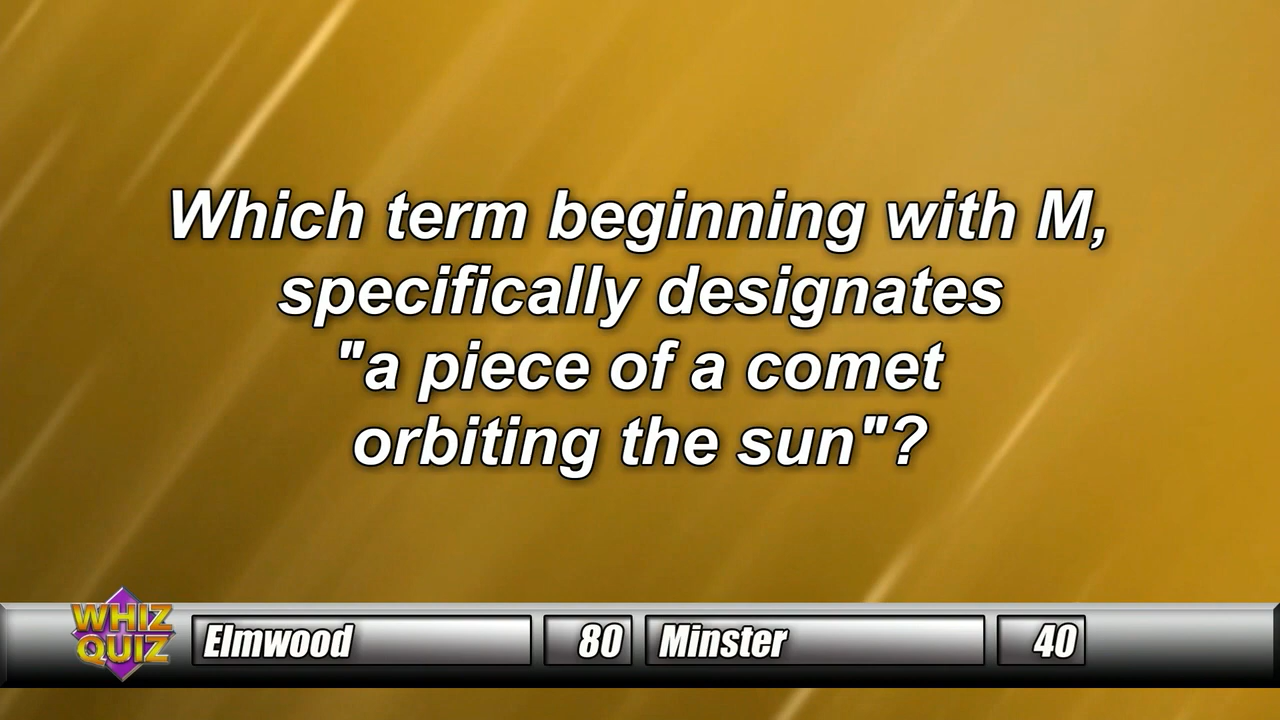 Which term beginning with M,
specifically designates
"a piece of a comet
orbiting the sun"?
WHIZ
QUIZ
Elmwood 80 Minster 40